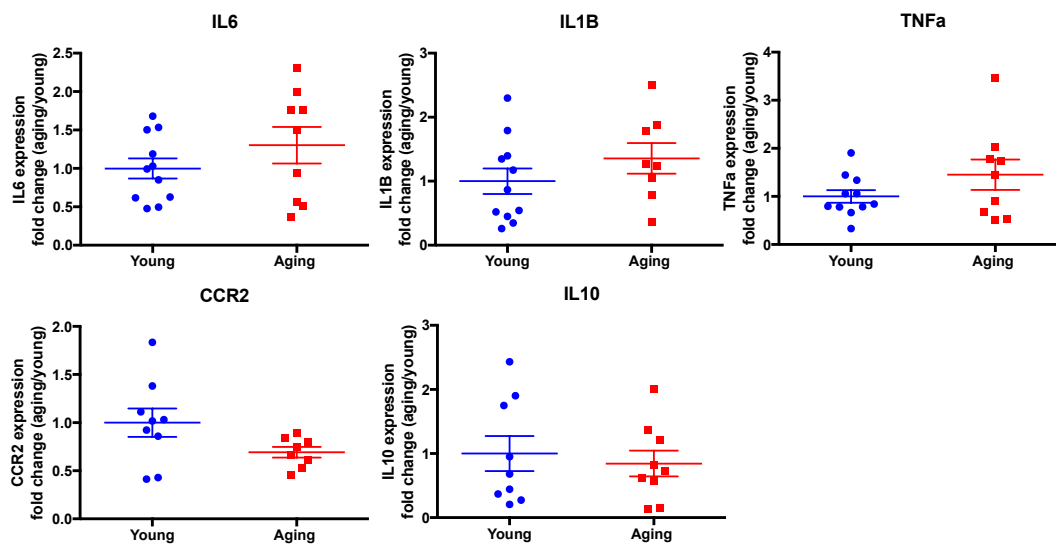 IL6
IL6 expression
fold change (aging/young)
2.5
2.0
1.5
1.0
0.5
0.0
Young
Aging
IL1B
IL1B expression
fold change (aging/young)
3
2
1
0
Young
Aging
TNFa
TNFa expression
fold change (aging/young)
4
3
2
1
0
Young
Aging
CCR2
CCR2 expression
fold change (aging/young)
2.0
1.5
1.0
0.5
0.0
Young
Aging
IL10
IL10 expression
fold change (aging/young)
3
2
1
0
Young
Aging